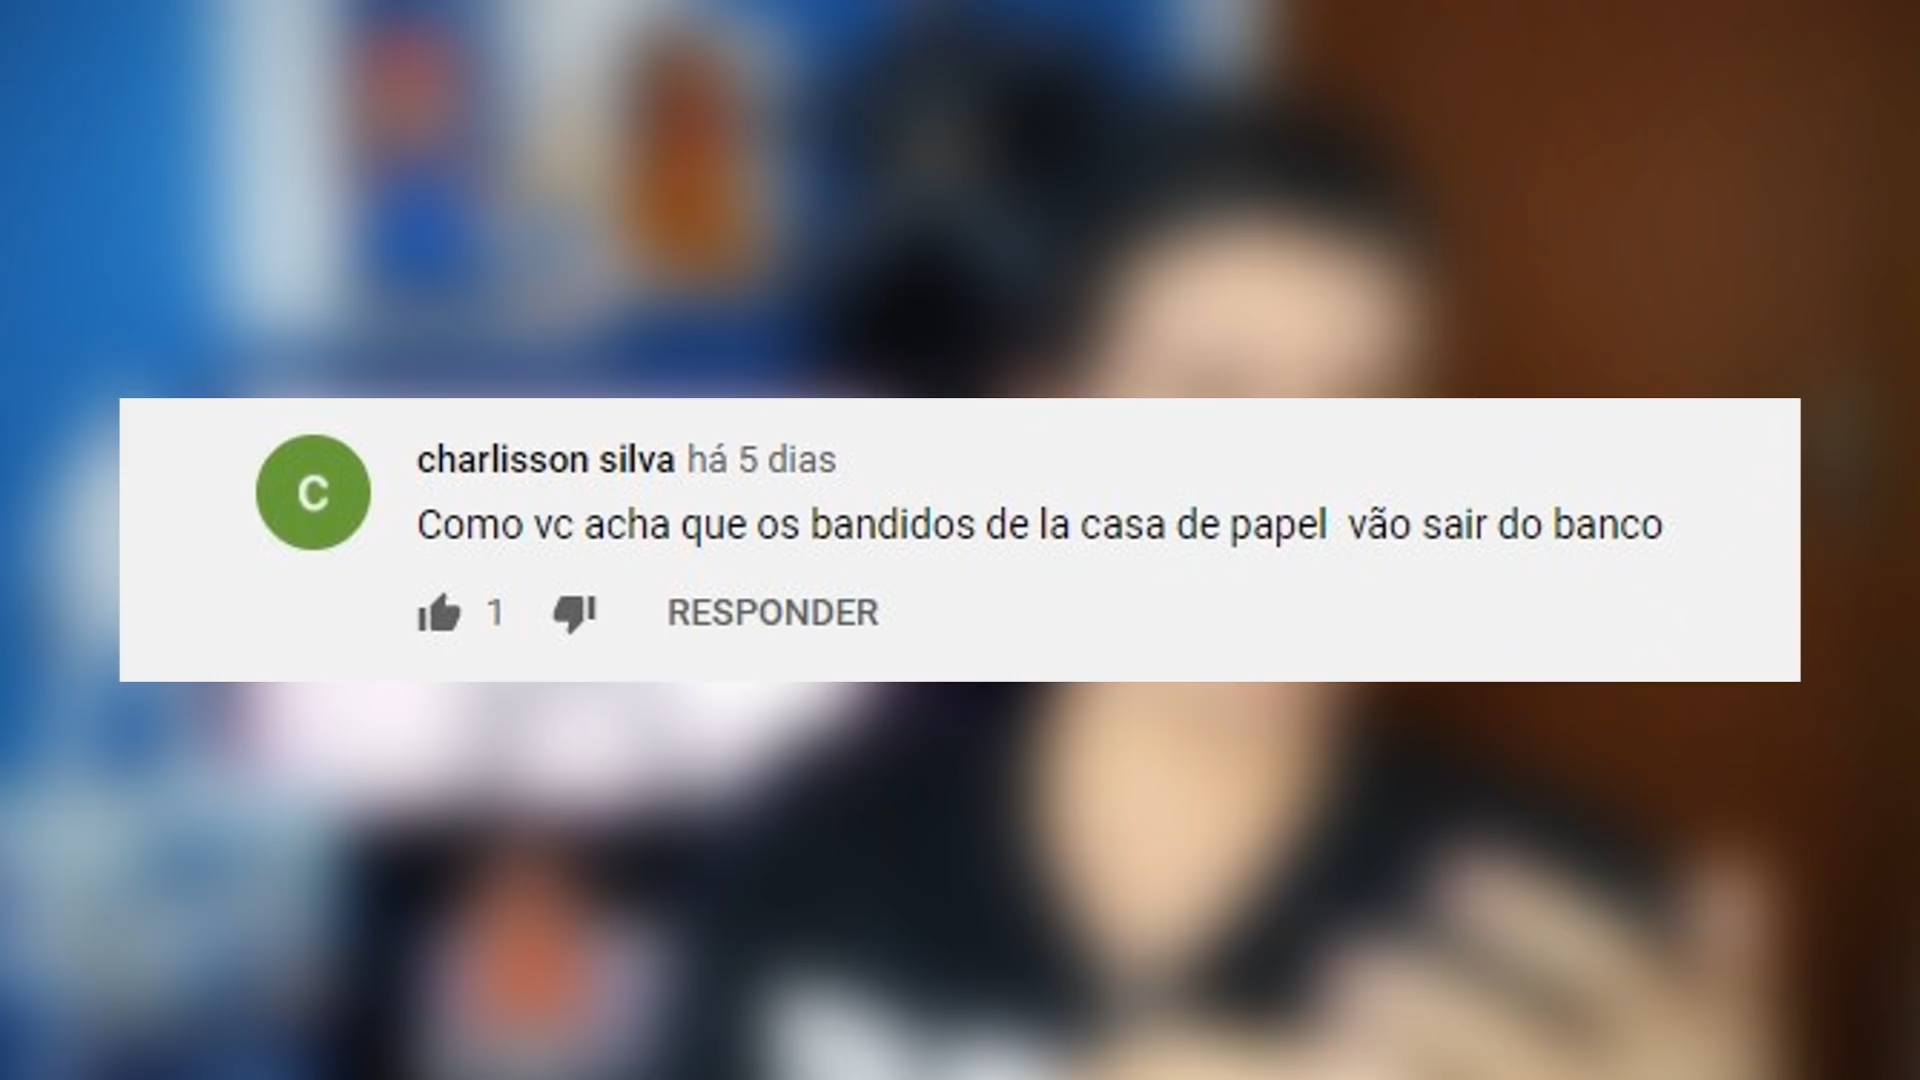 C
charlisson silva há 5 dias
Como vc acha que os bandidos de la casa de papel vão sair do banco
1
RESPONDER